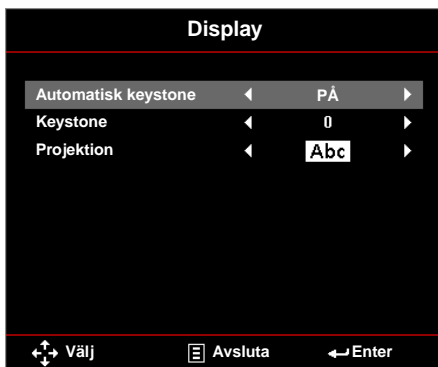 Display
Automatisk keystone PÅ
Keystone 0
Projektion Abc
Välj Avsluta Enter